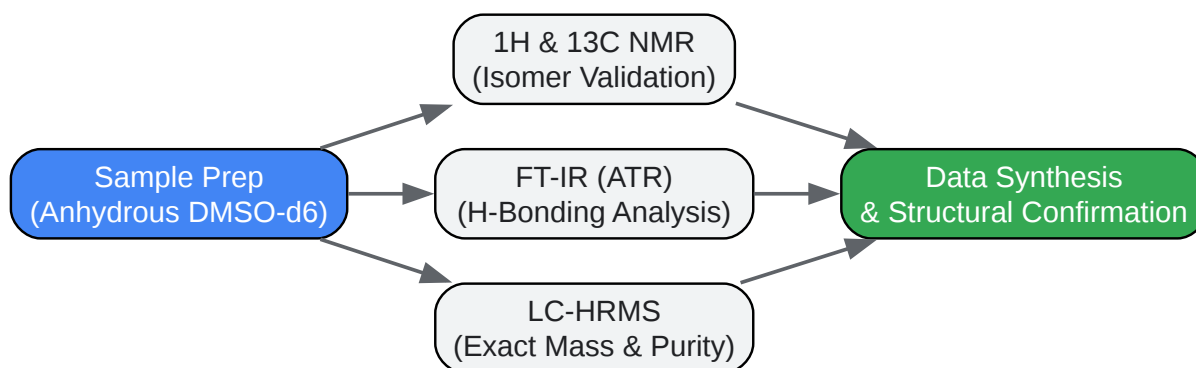 1H & 13C NMR
(Isomer Validation)
Sample Prep
(Anhydrous DMSO-d6)
FT-IR (ATR)
(H-Bonding Analysis)
Data Synthesis
& Structural Confirmation
LC-HRMS
(Exact Mass & Purity)